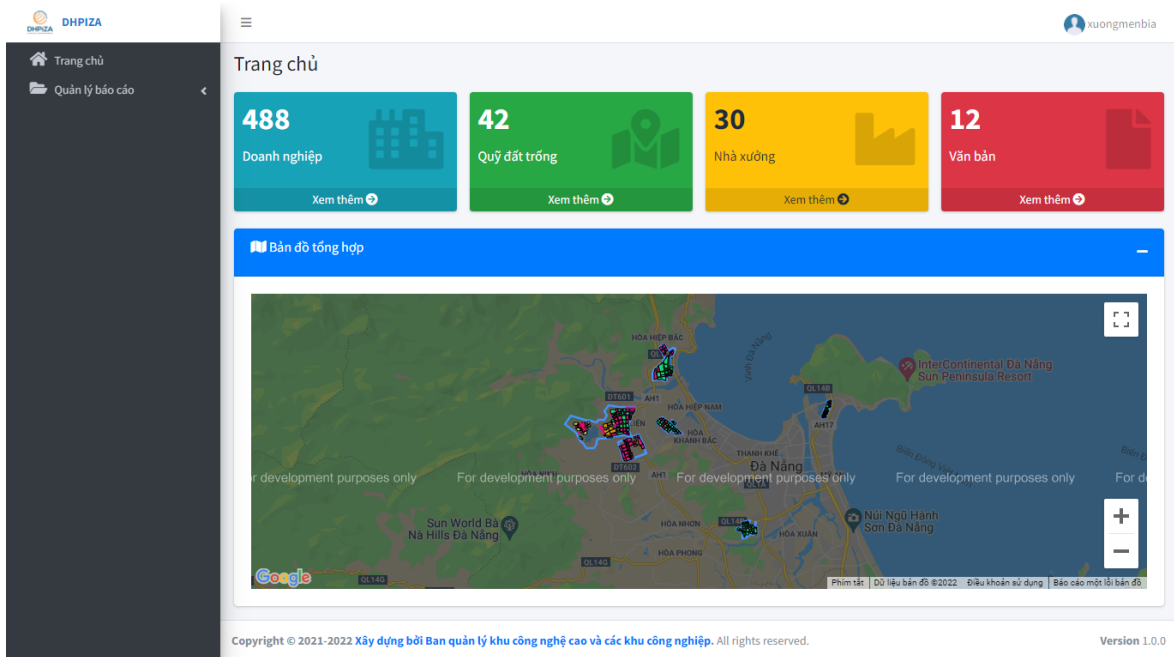 DHPIZA
DHPIZA
xuongmenbia
Trang chủ
Quản lý báo cáo
Trang chủ
488
Doanh nghiệp
Xem thêm
42
Quỹ đất trống
Xem thêm
30
Nhà xưởng
Xem thêm
12
Văn bản
Xem thêm
Bản đồ tổng hợp
HÒA HIỆP BẮC
Vịnh Đà Nẵng
InterContinental Đà Nẵng
Sun Peninsula Resort
DT601
AH1
HÒA HIỆP NAM
QL14B
AH17
HÒA
KHÁNH BẮC
THANH KHÊ
Đà Nẵng
DT602
AH1
QL1A
For development purposes only
For development purposes only
For development purposes only
For development purposes only
Sun World Bà
Nà Hills Đà Nẵng
HÒA NHƠN
QL14B
HÒA XUÂN
Núi Ngũ Hành
Sơn Đà Nẵng
HÒA PHONG
QL14G
QL14G
Google
Phím tắt
Dữ liệu bản đồ ©2022
Điều khoản sử dụng
Báo cáo một lỗi bản đồ
Copyright © 2021-2022 Xây dựng bởi Ban quản lý khu công nghệ cao và các khu công nghiệp. All rights reserved.
Version 1.0.0